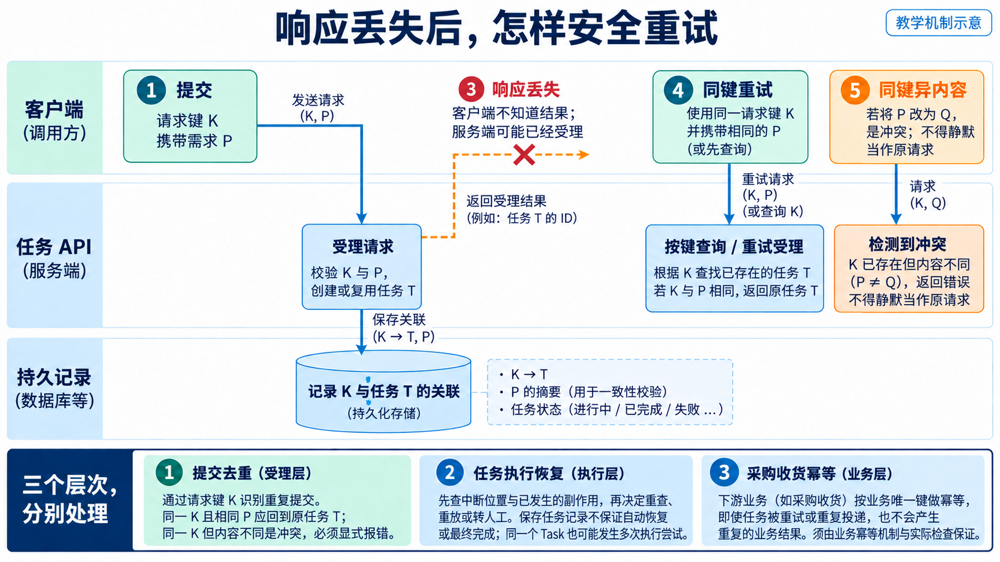 响应丢失后，怎样安全重试
教学机制示意
客户端
(调用方)
1 提交
请求键 K
携带需求 P
发送请求
(K, P)
3 响应丢失
客户端不知道结果；
服务端可能已经受理
4 同键重试
使用同一请求键 K
并携带相同的 P
(或先查询)
5 同键异内容
若将 P 改为 Q，
是冲突；不得静默
当作原请求
任务 API
(服务端)
受理请求
校验 K 与 P，
创建或复用任务 T
返回受理结果
(例如：任务 T 的 ID)
重试请求
(K, P)
(或查询 K)
按键查询 / 重试受理
根据 K 查找已存在的任务 T
若 K 与 P 相同, 返回原任务 T
请求
(K, Q)
检测到冲突
K 已存在但内容不同
（P ≠ Q），返回错误
不得静默当作原请求
保存关联
(K → T, P)
持久记录
(数据库等)
记录 K 与任务 T 的关联
（持久化存储）
• K → T
• P 的摘要（用于一致性校验）
• 任务状态（进行中 / 已完成 / 失败 ...）
三个层次，
分别处理
1 提交去重（受理层）
通过请求键 K 识别重复提交。
同一 K 且相同 P 应回到原任务 T；
同一 K 但内容不同是冲突，必须显式报错。
2 任务执行恢复（执行层）
先查中断位置与已发生的副作用，再决定重查、
重放或转人工。保存任务记录不保证自动恢复
或最终完成；同一个 Task 也可能发生多次执行尝试。
3 采购收货幂等（业务层）
下游业务（如采购收货）按业务唯一键做幂等，
即使任务被重试或重复投递，也不会产生
重复的业务结果。须由业务幂等机制与实际检查保证。